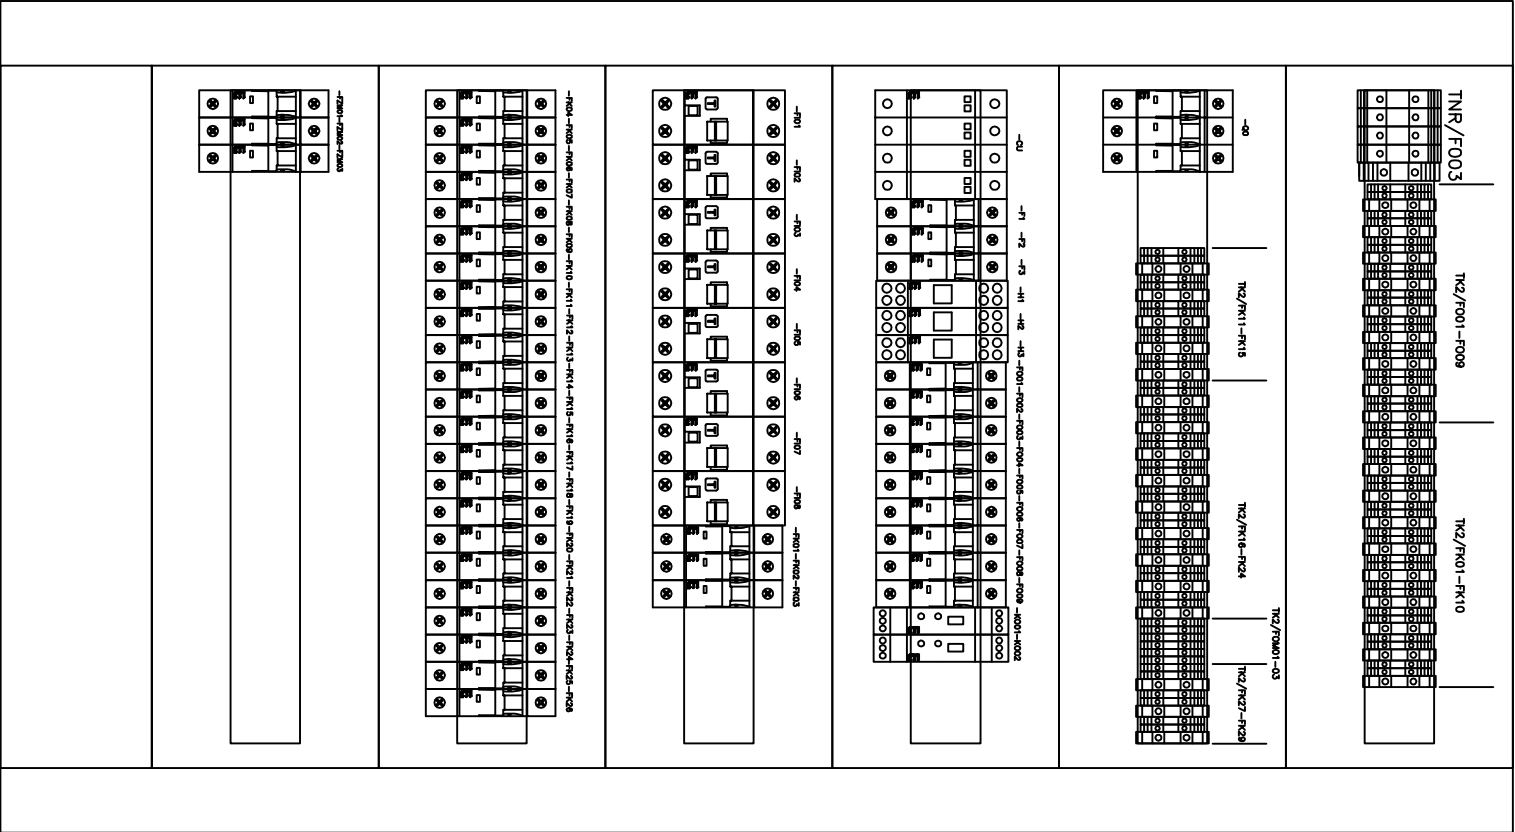 TNR/F003
TK2/F001-F009
TK2/FK01-FK10
-Q0
TK2/FK11-FK15
TK2/FK16-FK24
TK2/FDM01-03
TK2/FK27-FK29
-CU -F1 -F2 -F3 -H1 -H2 -H3-F001-F002-F003-F004-F005-F006-F007-F008-F009 -K001-K002
-FI01 -FI02 -FI03 -FI04 -FI05 -FI06 -FI07 -FI08 -FK01-FK02-FK03
T
T
T
T
T
T
T
T
-FK04-FK05-FK06-FK07-FK08-FK09-FK10-FK11-FK12-FK13-FK14-FK15-FK16-FK17-FK18-FK19-FK20-FK21-FK22-FK23-FK24-FK25-FK26
-FZM01-FZM02-FZM03